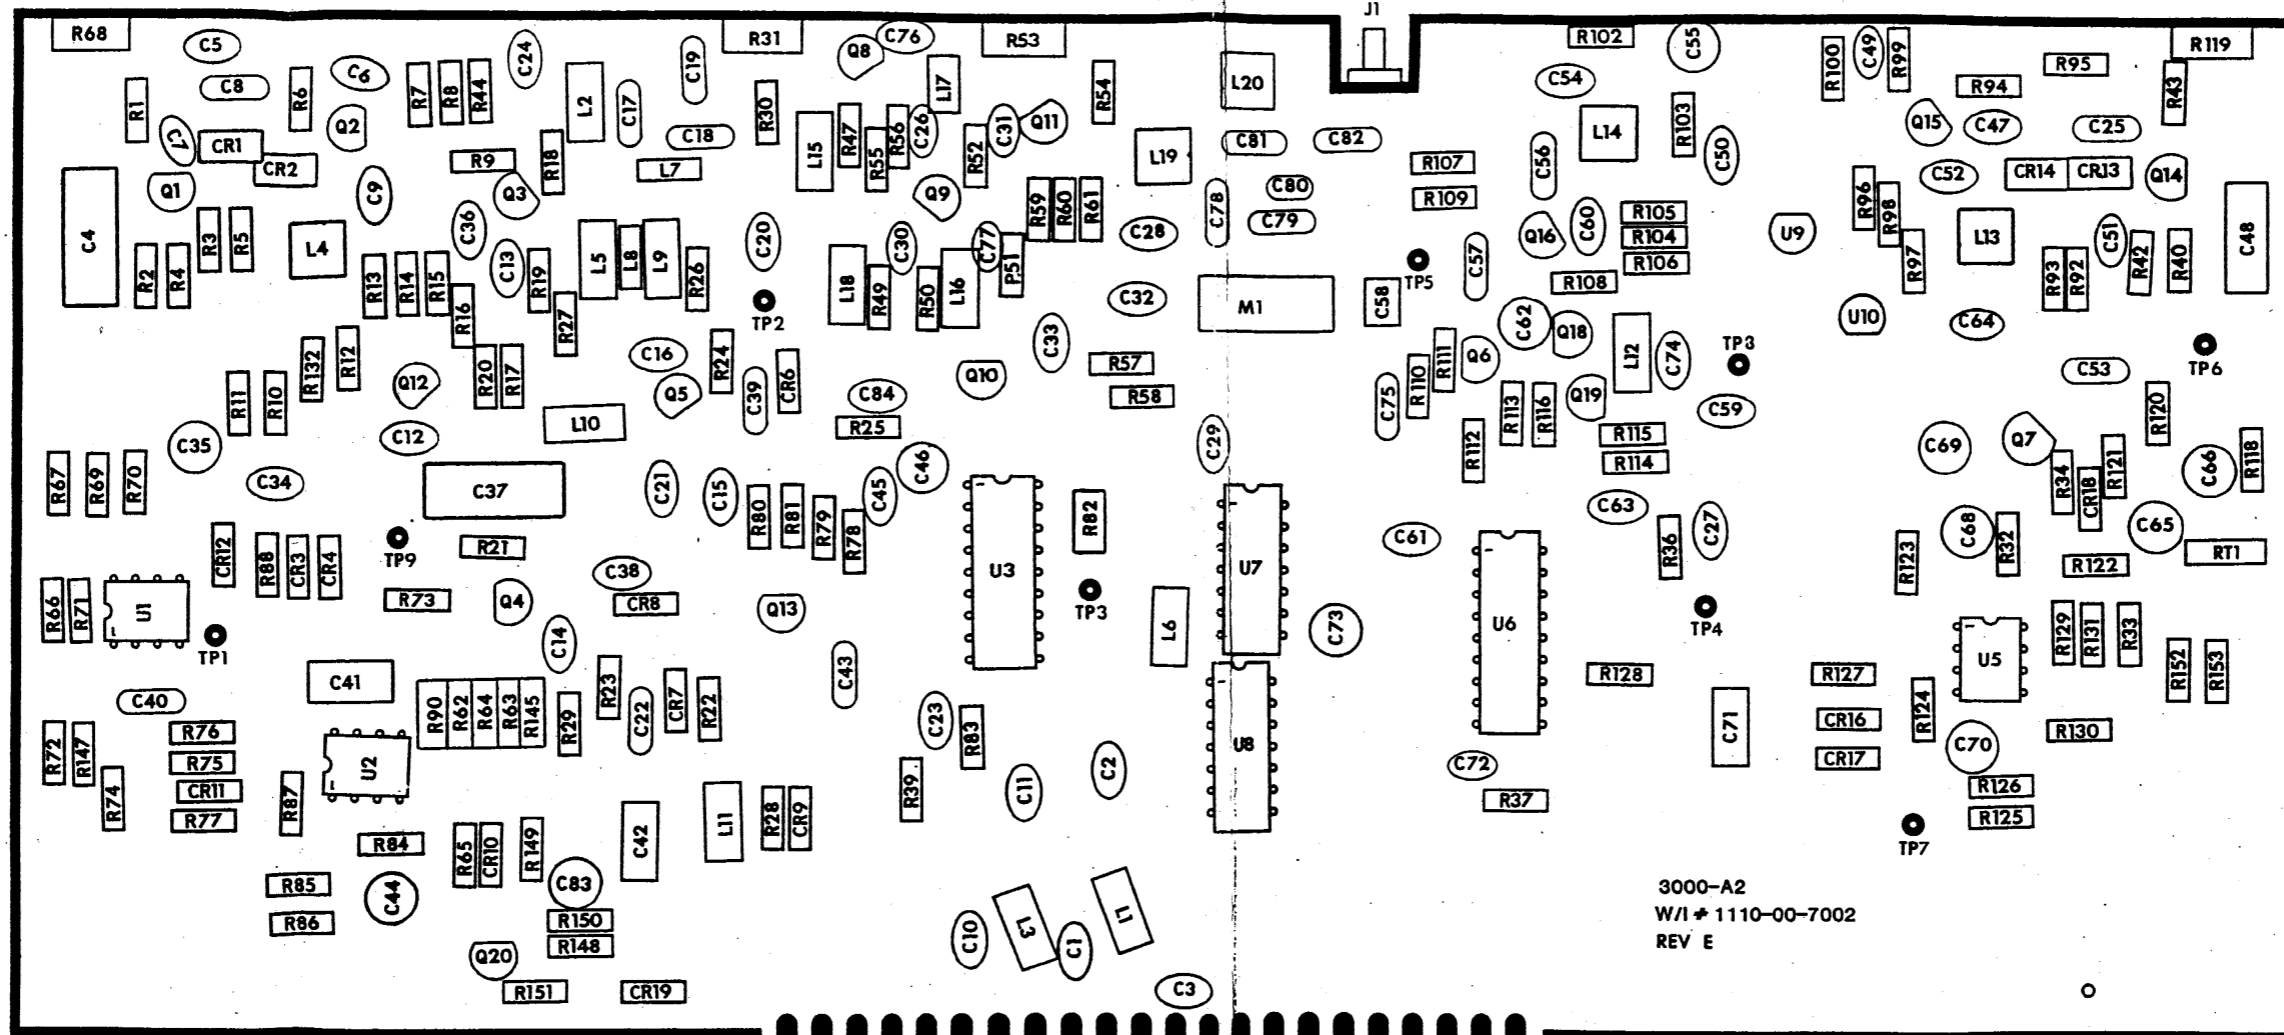 J1
R68
C5
C24
C19
R31
Q8
C76
R53
R102
C55
R100
C49
R99
R95
R119
C6
C8
R1
R6
R7
R8
R44
L2
C17
R30
L17
R54
L20
C54
R94
R43
C7
CR1
Q2
R18
C18
L15
R47
R55
R56
C26
R52
C31
Q11
L19
C81
C82
L14
R103
C50
Q15
C47
C25
CR2
R9
L7
R107
C56
C52
CR14
CR13
Q14
Q1
C9
Q3
Q9
R59
R60
R61
C78
C80
R109
R96
R98
C4
R3
R5
L4
C36
C20
C30
C77
C28
C79
Q16
C60
R105
R104
U9
L13
C51
C48
R2
R4
R13
R14
R15
C13
R19
L5
L8
L9
R26
L18
R49
R50
L16
P51
TP5
C57
R106
R97
R93
R92
R42
R40
R16
R27
TP2
C32
M1
C58
R108
C62
Q18
U10
C64
R132
R12
C16
R24
C33
R57
R111
Q6
L12
C74
TP3
TP6
R11
R10
Q12
R20
R17
Q5
C39
CR6
C84
Q10
R58
C75
R110
R113
R116
Q19
C59
C53
R120
C35
C12
L10
R25
C29
R112
R115
C69
Q7
R67
R69
R70
C34
C37
C21
C15
C46
C45
R114
R34
CR18
R121
C66
R118
R80
R81
R79
R78
R82
C63
CR12
R88
CR3
CR4
TP9
R21
U3
U7
C61
R36
C27
C68
R32
C65
RT1
R66
R71
U1
R73
Q4
C38
CR8
Q13
TP3
L6
C73
U6
TP4
R123
R122
TP1
C14
U5
R129
R131
R33
C41
R23
C43
R128
R127
R152
R153
C40
R90
R62
R64
R63
R145
R29
C22
CR7
R22
C23
R83
C71
CR16
R124
R130
R72
R147
R76
R75
U2
U8
C70
CR17
R74
CR11
R77
R87
R39
C11
C2
C72
R37
R126
R125
R84
R65
CR10
R149
C42
L11
R28
CR9
TP7
R85
C44
C83
R86
R150
R148
C10
L3
C1
L1
3000-A2
W/I # 1110-00-7002
REV E
Q20
R151
CR19
C3